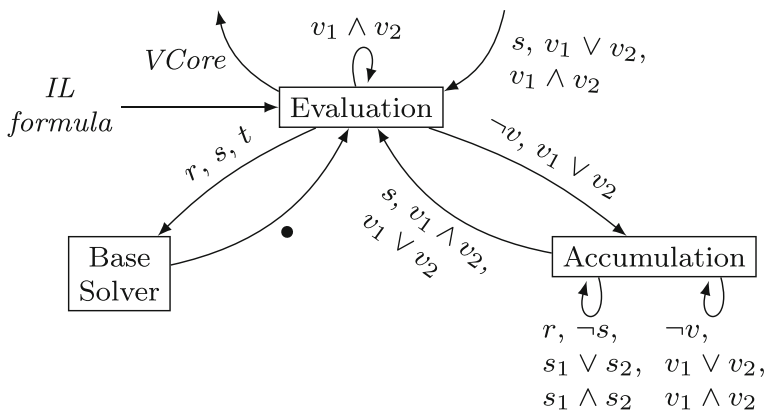 v₁ ∧ v₂
VCore
s, v₁ ∨ v₂,
v₁ ∧ v₂
IL
formula
Evaluation
r, s, t
¬v, v₁ ∨ v₂
s, v₁ ∧ v₂,
v₁ ∨ v₂
•
Base
Solver
Accumulation
r, ¬s,
s₁ ∨ s₂,
s₁ ∧ s₂
¬v,
v₁ ∨ v₂,
v₁ ∧ v₂